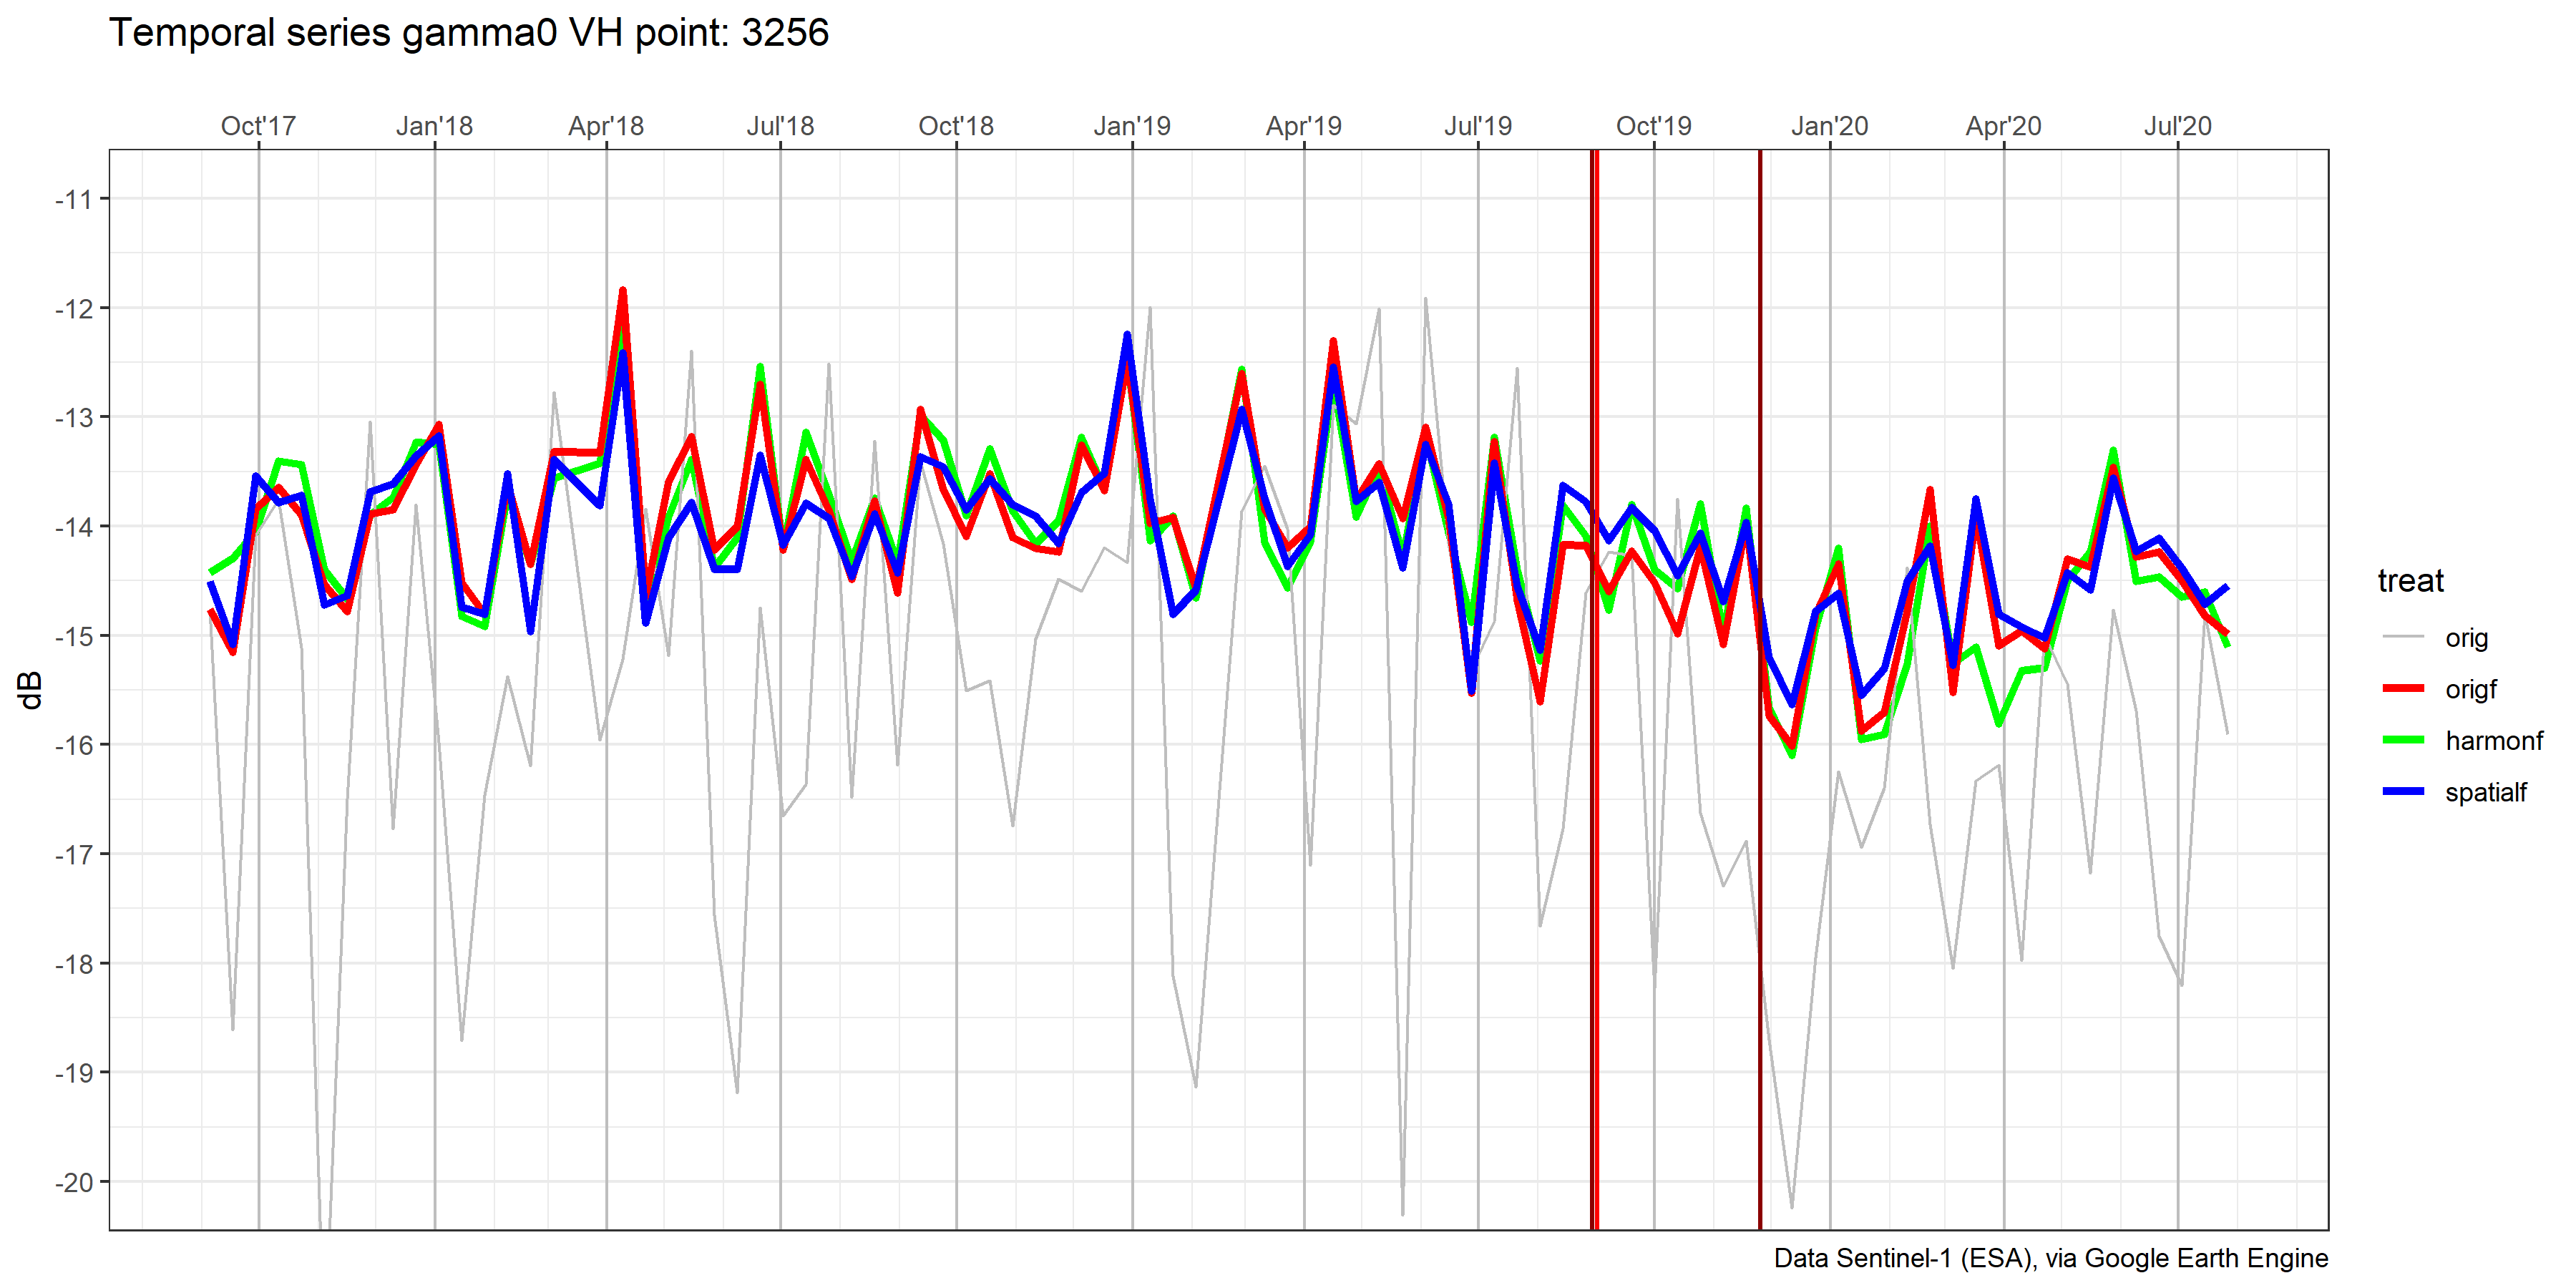 Temporal series gamma0 VH point: 3256
Oct'17 Jan'18 Apr'18 Jul'18 Oct'18 Jan'19 Apr'19 Jul'19 Oct'19 Jan'20 Apr'20 Jul'20
-11
-12
-13
-14
-15
-16
-17
-18
-19
-20
dB
treat
orig
origf
harmonf
spatialf
Data Sentinel-1 (ESA), via Google Earth Engine